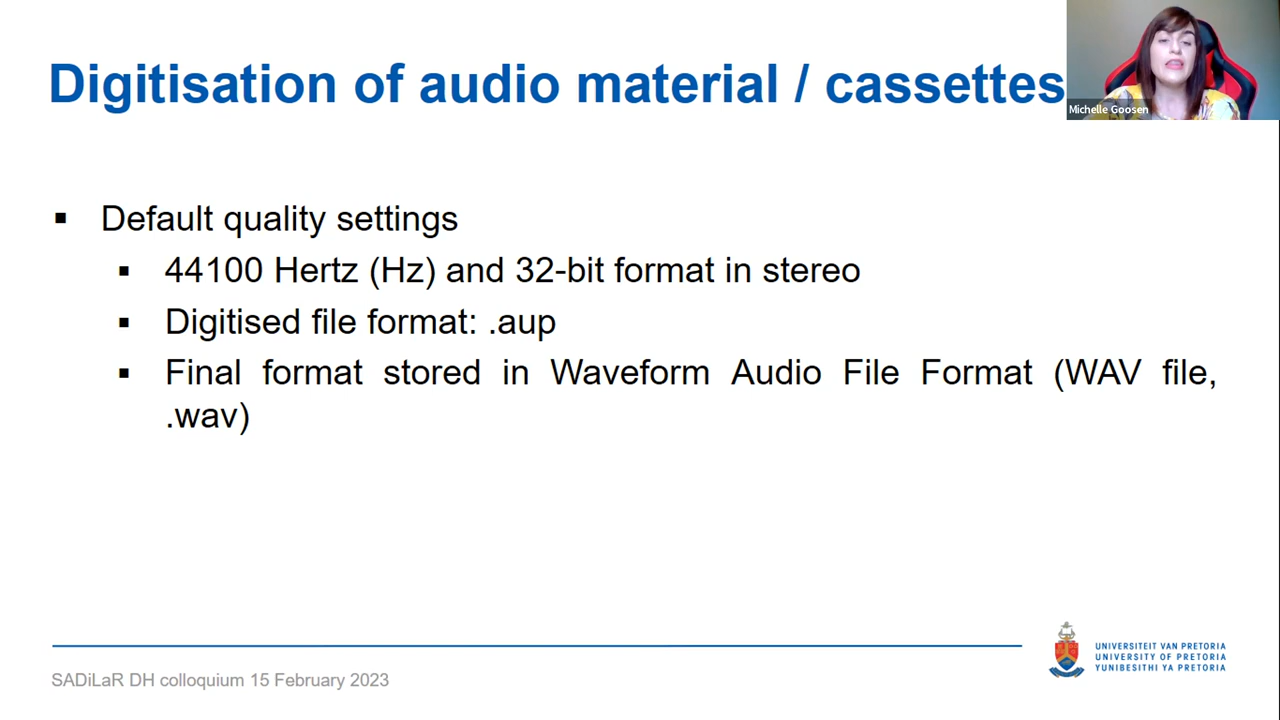 Digitisation of audio material / cassettes
Michelle Goosen
▪ Default quality settings
▪ 44100 Hertz (Hz) and 32-bit format in stereo
▪ Digitised file format: .aup
▪ Final format stored in Waveform Audio File Format (WAV file,
.wav)
SADiLaR DH colloquium 15 February 2023
UNIVERSITEIT VAN PRETORIA
UNIVERSITY OF PRETORIA
YUNIBESITHI YA PRETORIA